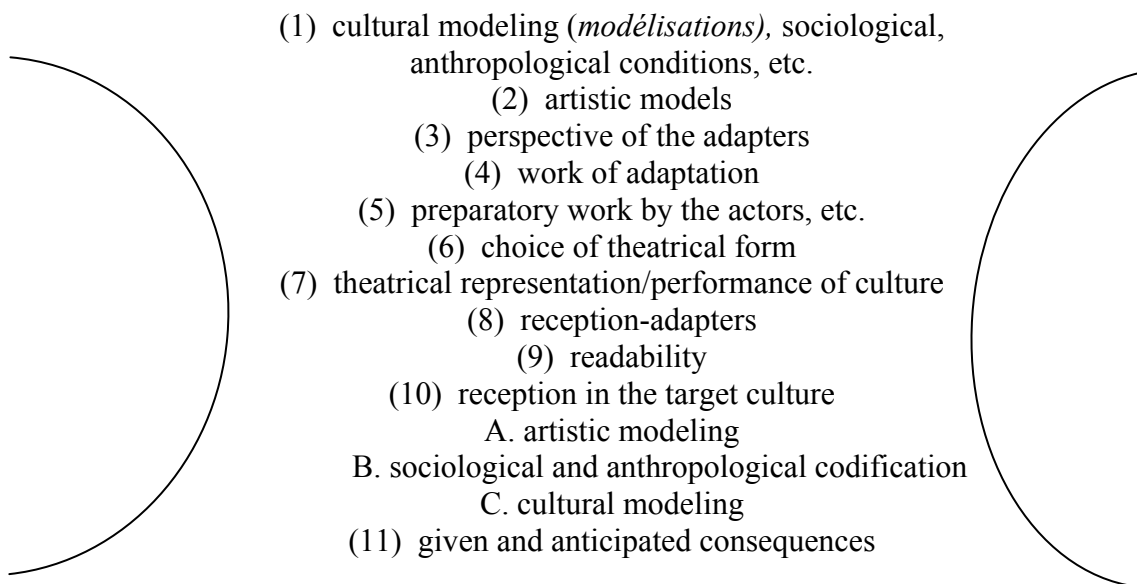 (1) cultural modeling (modélisations), sociological,
anthropological conditions, etc.
(2) artistic models
(3) perspective of the adapters
(4) work of adaptation
(5) preparatory work by the actors, etc.
(6) choice of theatrical form
(7) theatrical representation/performance of culture
(8) reception-adapters
(9) readability
(10) reception in the target culture
A. artistic modeling
B. sociological and anthropological codification
C. cultural modeling
(11) given and anticipated consequences